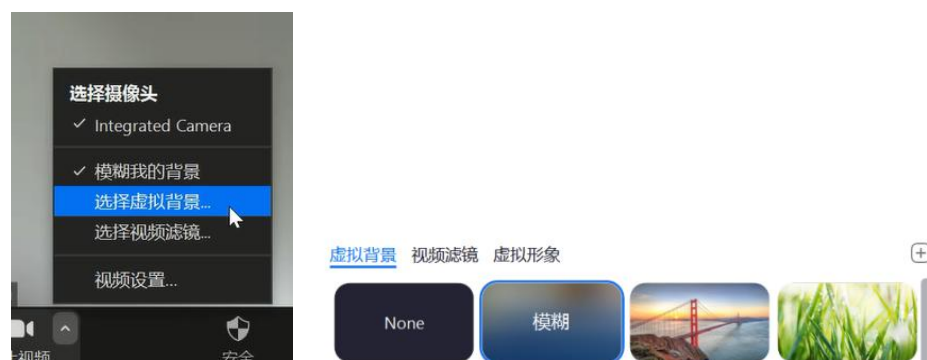 选择摄像头
Integrated Camera
模糊我的背景
选择虚拟背景...
选择视频滤镜...
视频设置...
安全
虚拟背景 视频滤镜 虚拟形象
None
模糊